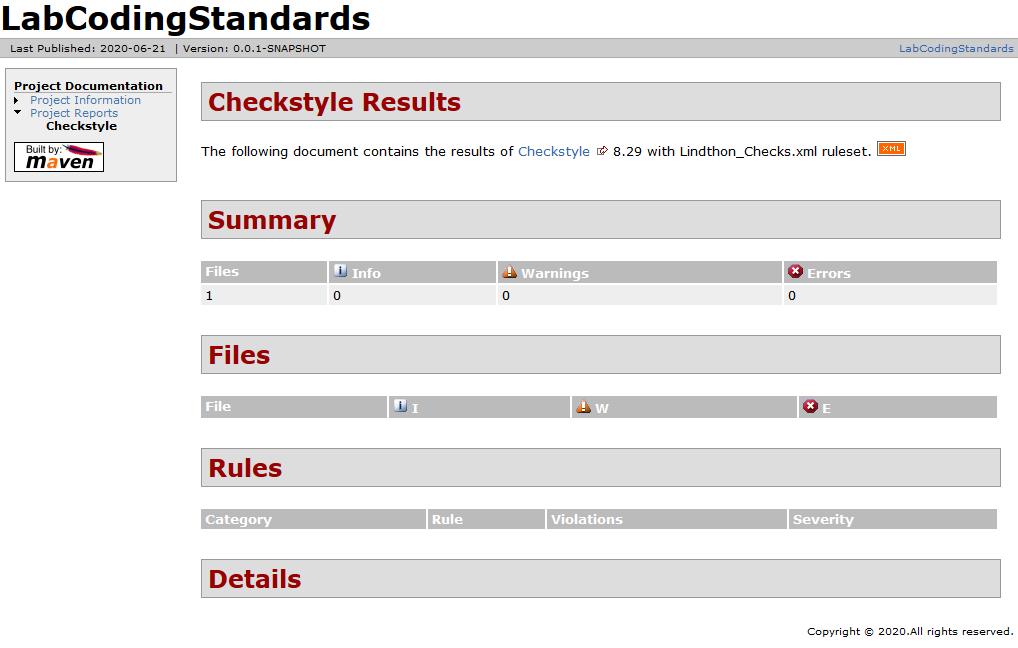 LabCodingStandards
Last Published: 2020-06-21 | Version: 0.0.1-SNAPSHOT LabCodingStandards
Project Documentation
Project Information
Project Reports
Checkstyle
Built by:
maven
Checkstyle Results
The following document contains the results of Checkstyle 8.29 with Lindthon_Checks.xml ruleset. XML
Summary
Files Info Warnings Errors
1 0 0 0
Files
File I W E
Rules
Category Rule Violations Severity
Details
Copyright © 2020.All rights reserved.